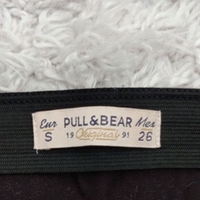 Eur PULL&BEAR Mex
S 19 Original 91 26